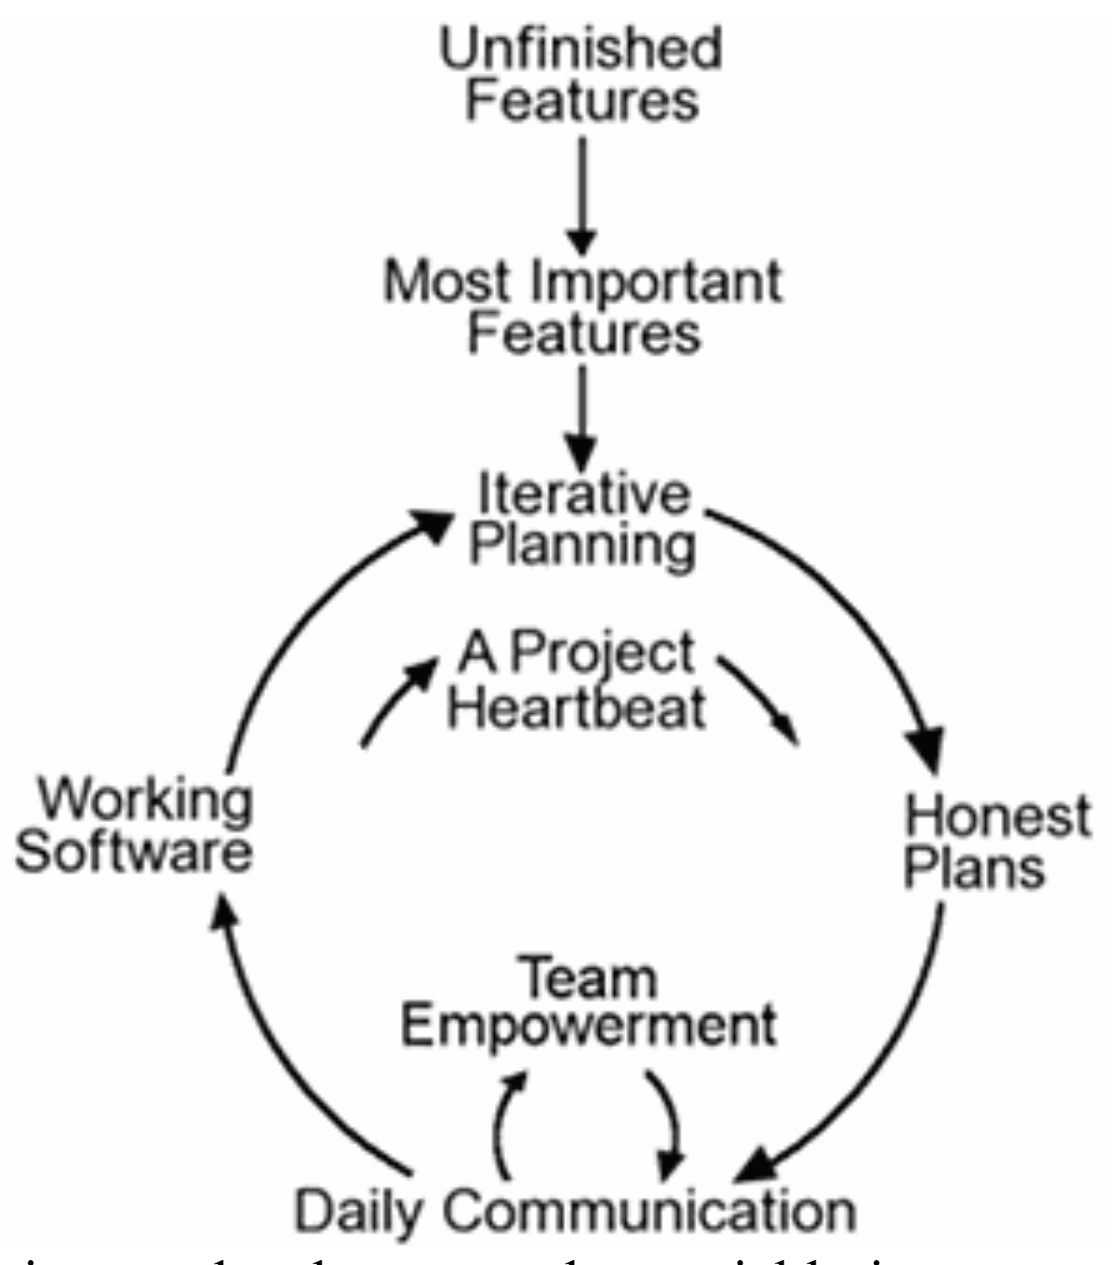 Unfinished
Features
Most Important
Features
Iterative
Planning
A Project
Heartbeat
Working
Software
Honest
Plans
Team
Empowerment
Daily Communication